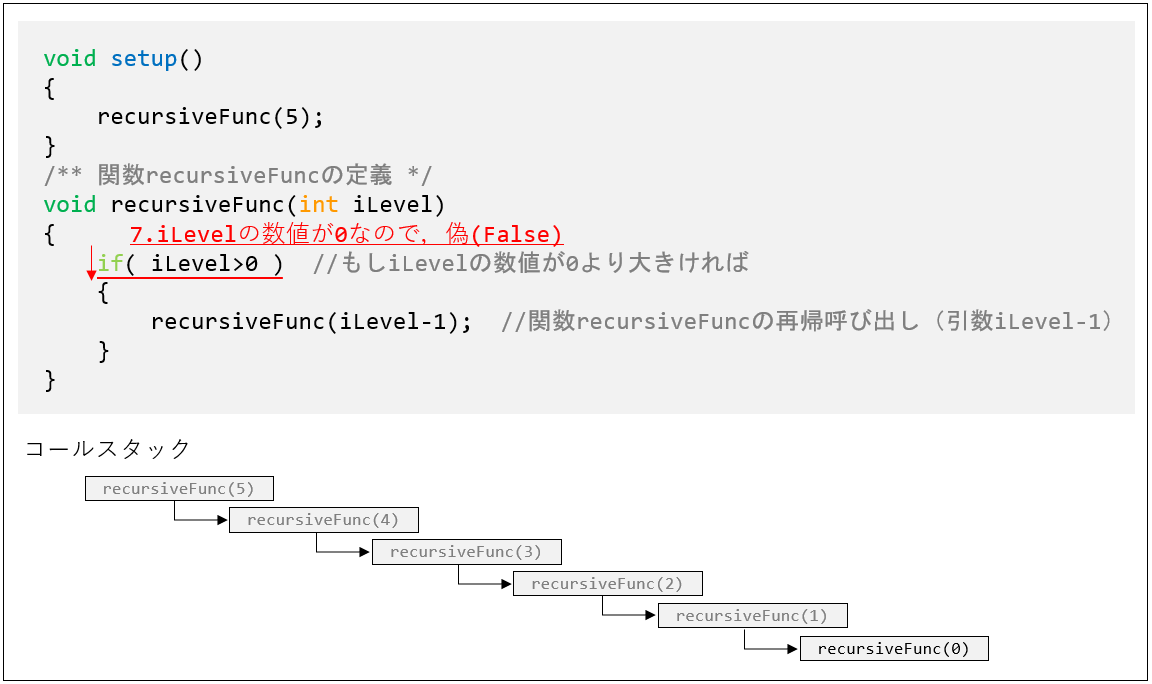 void setup()
{
    recursiveFunc(5);
}
/** 関数recursiveFuncの定義 */
void recursiveFunc(int iLevel)
{
7.iLevelの数値が0なので，偽(False)
    if( iLevel>0 )  //もしiLevelの数値が0より大きければ
    {
        recursiveFunc(iLevel-1);  //関数recursiveFuncの再帰呼び出し（引数iLevel-1）
    }
}
コールスタック
recursiveFunc(5)
recursiveFunc(4)
recursiveFunc(3)
recursiveFunc(2)
recursiveFunc(1)
recursiveFunc(0)